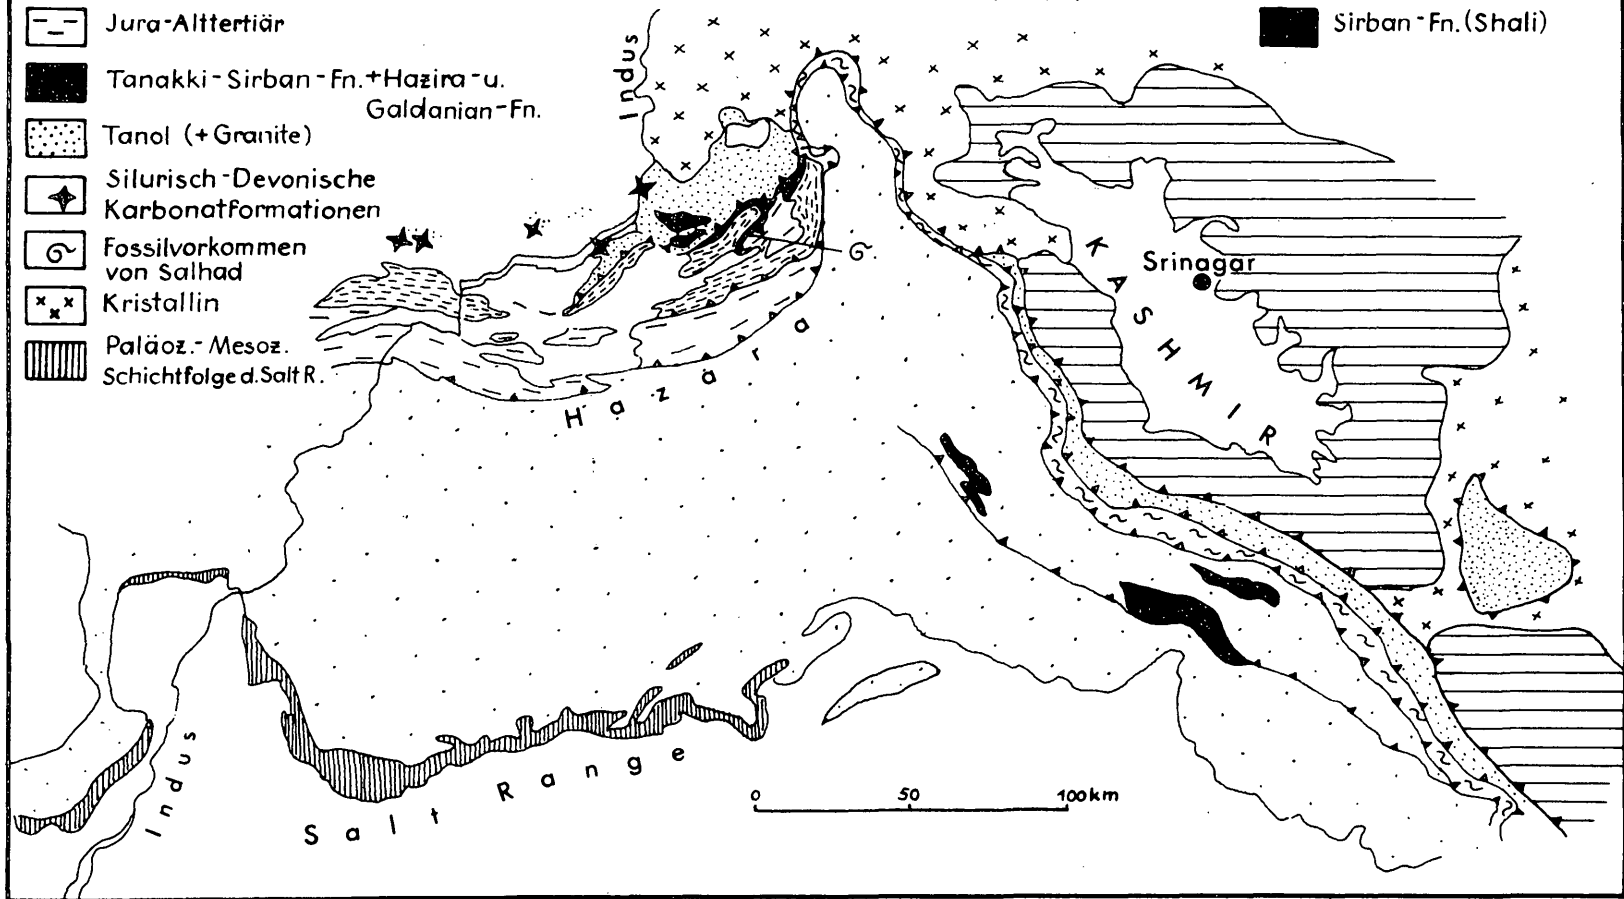 Jura-Alttertiär
Tanakki-Sirban-Fn.+Hazira-u.
Galdanian-Fn.
Tanol (+Granite)
Silurisch-Devonische
Karbonatformationen
Fossilvorkommen
von Salhad
Kristallin
Paläoz.-Mesoz.
Schichtfolge d. Salt R.
Sirban-Fn. (Shali)
Indus
KASHMIR
Srinagar
Hazāra
Salt Range
Indus
0 50 100km